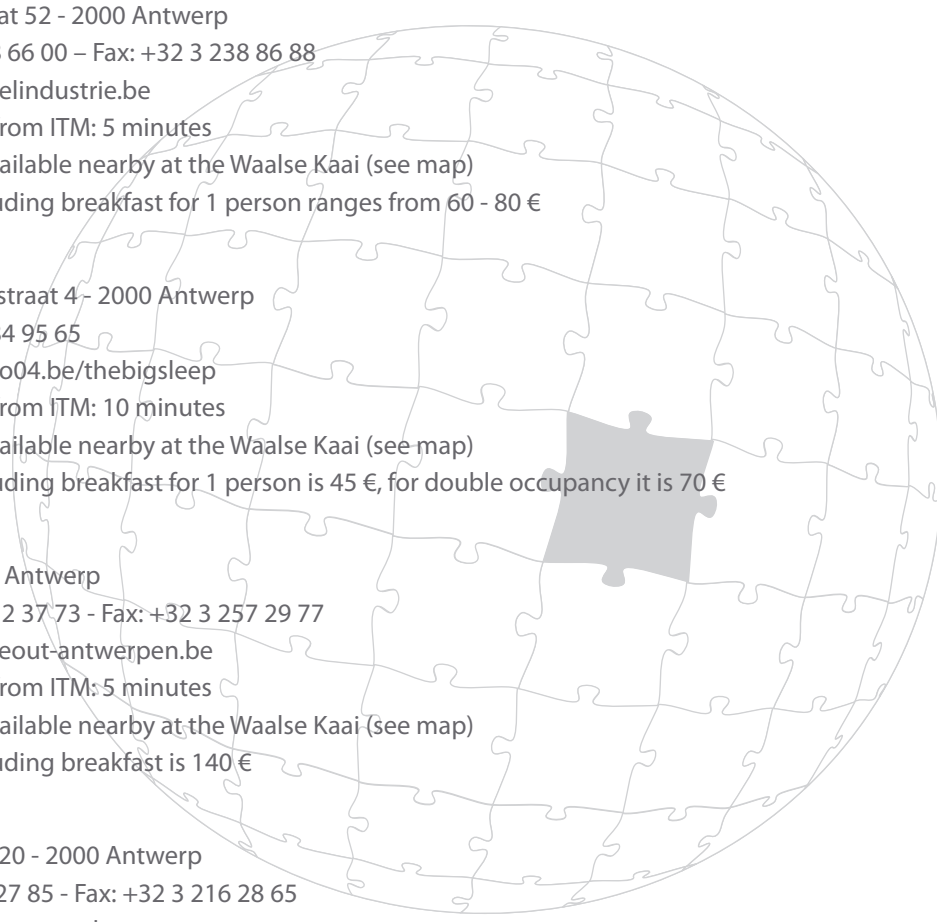 at 52 - 2000 Antwerp
66 00 – Fax: +32 3 238 86 88
elindustrie.be
rom ITM: 5 minutes
ailable nearby at the Waalse Kaai (see map)
uding breakfast for 1 person ranges from 60 - 80 €
straat 4 - 2000 Antwerp
4 95 65
o04.be/thebigsleep
rom ITM: 10 minutes
ailable nearby at the Waalse Kaai (see map)
uding breakfast for 1 person is 45 €, for double occupancy it is 70 €
Antwerp
2 37 73 - Fax: +32 3 257 29 77
eout-antwerpen.be
rom ITM: 5 minutes
ailable nearby at the Waalse Kaai (see map)
uding breakfast is 140 €
20 - 2000 Antwerp
27 85 - Fax: +32 3 216 28 65